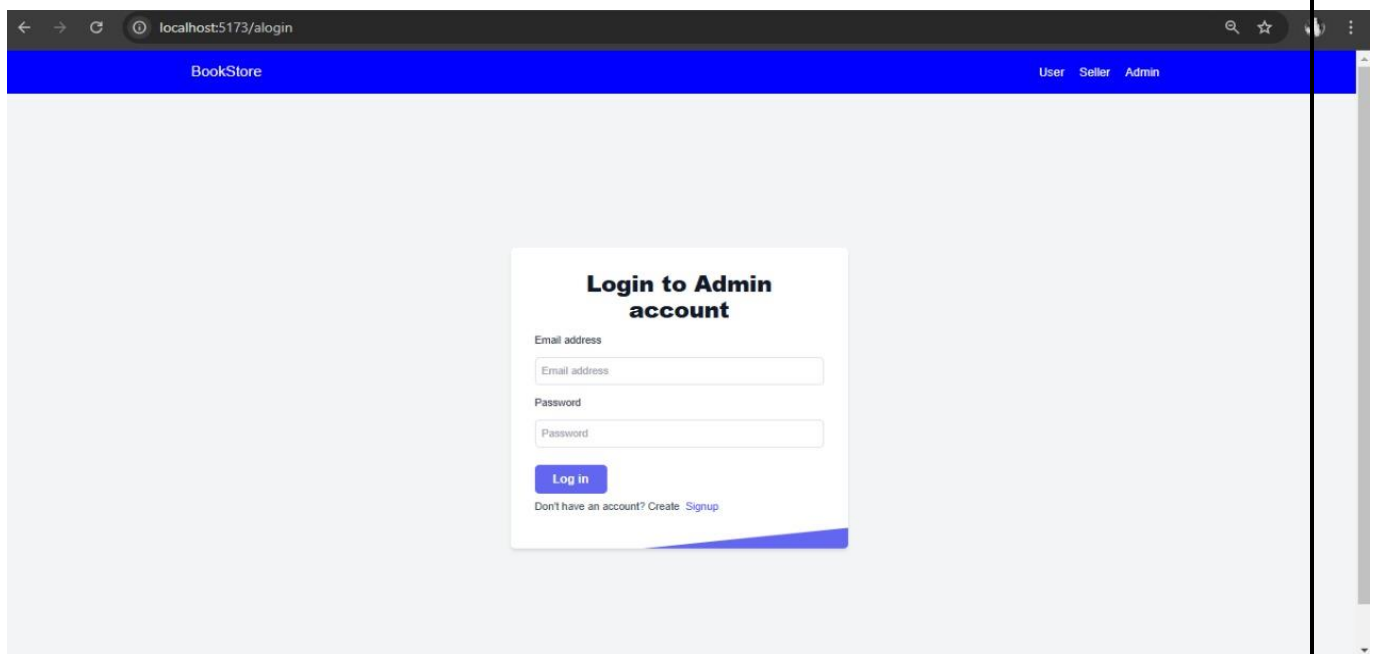 localhost:5173/alogin
BookStore User Seller Admin
Login to Admin
account
Email address
Email address
Password
Password
Log in
Don't have an account? Create Signup